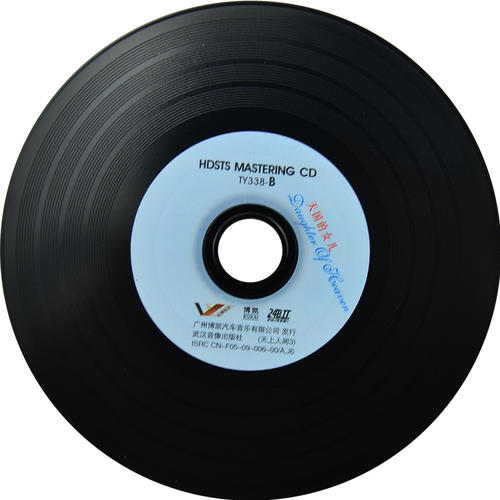 HDSTS MASTERING CD
TY338-B
天国的女儿
Daughter Of Heaven
博凯
BOKAI
24BIT
广州博凯汽车音乐有限公司 发行
武汉音像出版社 (天上人间3)
ISRC CN-F05-09-006-00/A.J6